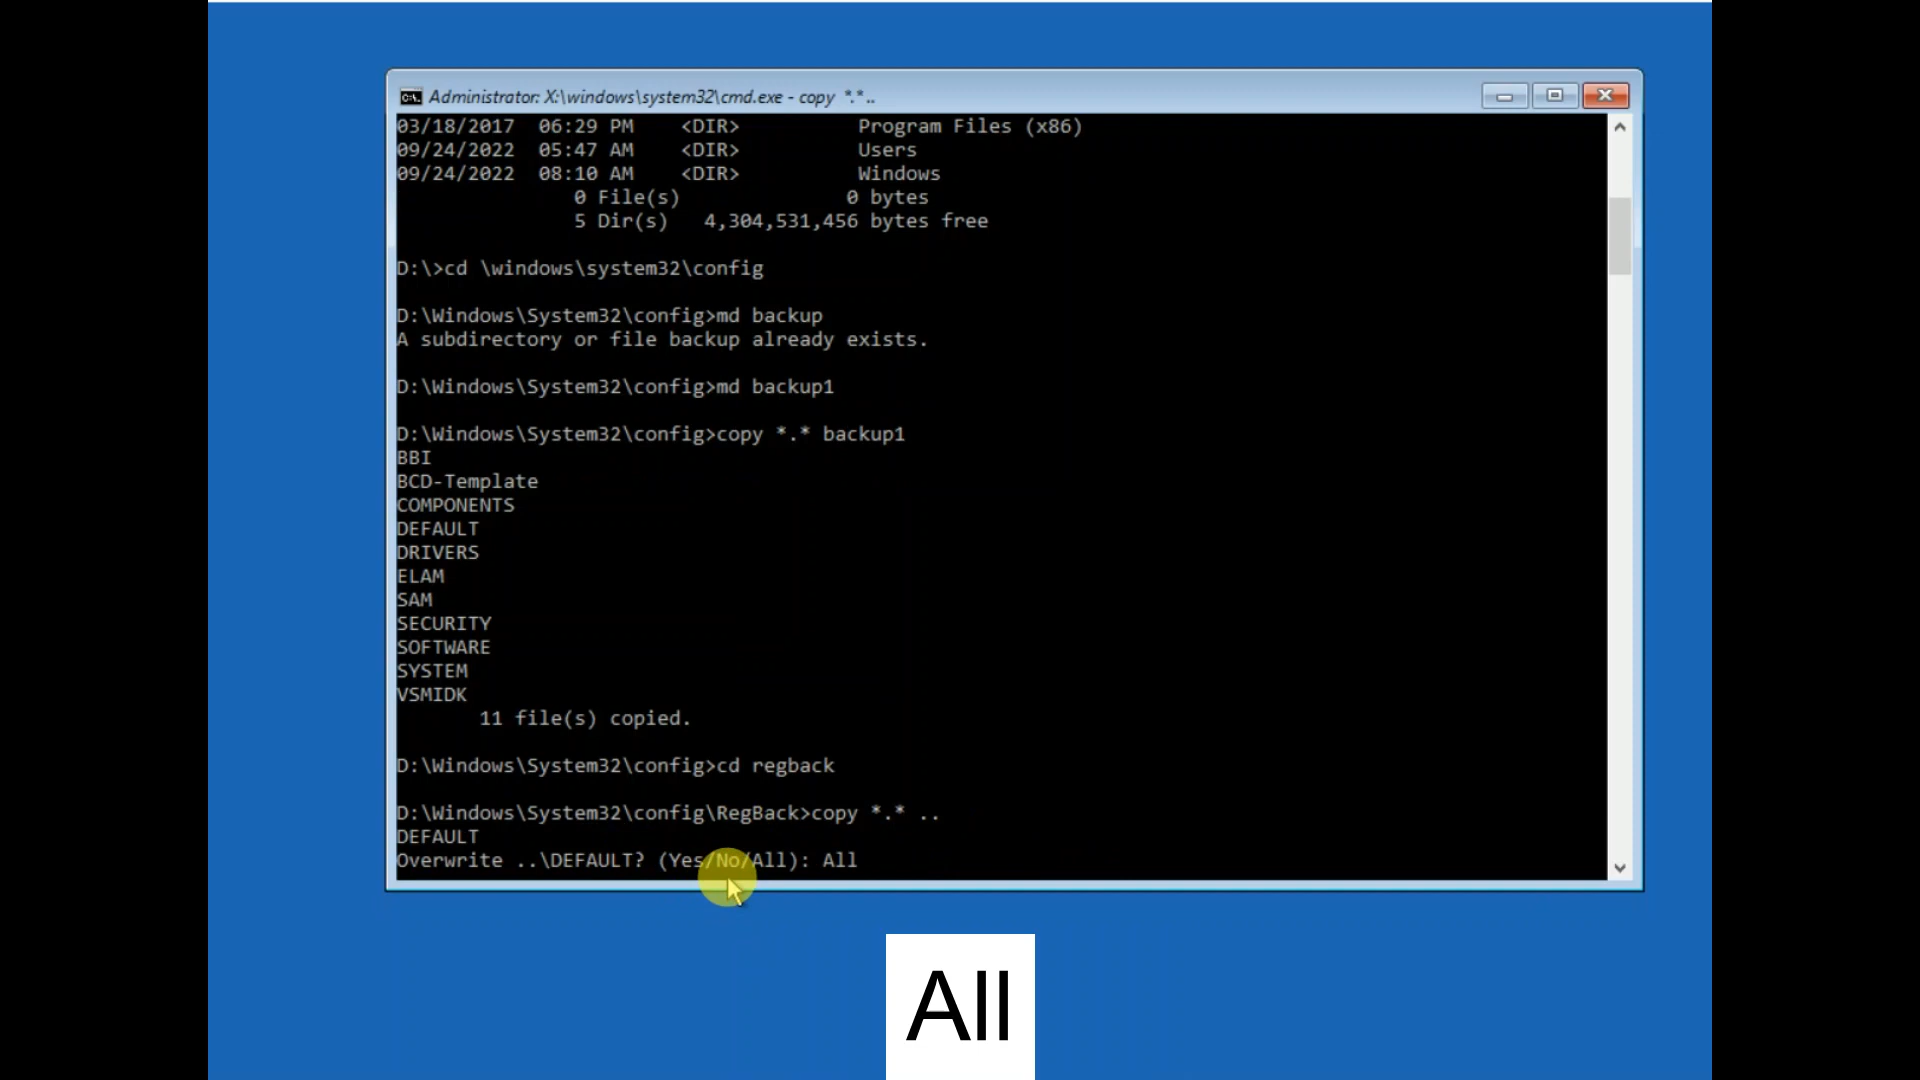 Administrator: X:\windows\system32\cmd.exe - copy *.* ..
03/18/2017 06:29 PM <DIR> Program Files (x86)
09/24/2022 05:47 AM <DIR> Users
09/24/2022 08:10 AM <DIR> Windows
0 File(s) 0 bytes
5 Dir(s) 4,304,531,456 bytes free
D:\>cd \windows\system32\config
D:\Windows\System32\config>md backup
A subdirectory or file backup already exists.
D:\Windows\System32\config>md backup1
D:\Windows\System32\config>copy *.* backup1
BBI
BCD-Template
COMPONENTS
DEFAULT
DRIVERS
ELAM
SAM
SECURITY
SOFTWARE
SYSTEM
VSMIDK
11 file(s) copied.
D:\Windows\System32\config>cd regback
D:\Windows\System32\config\RegBack>copy *.* ..
DEFAULT
Overwrite ..\DEFAULT? (Yes/No/All): All
All